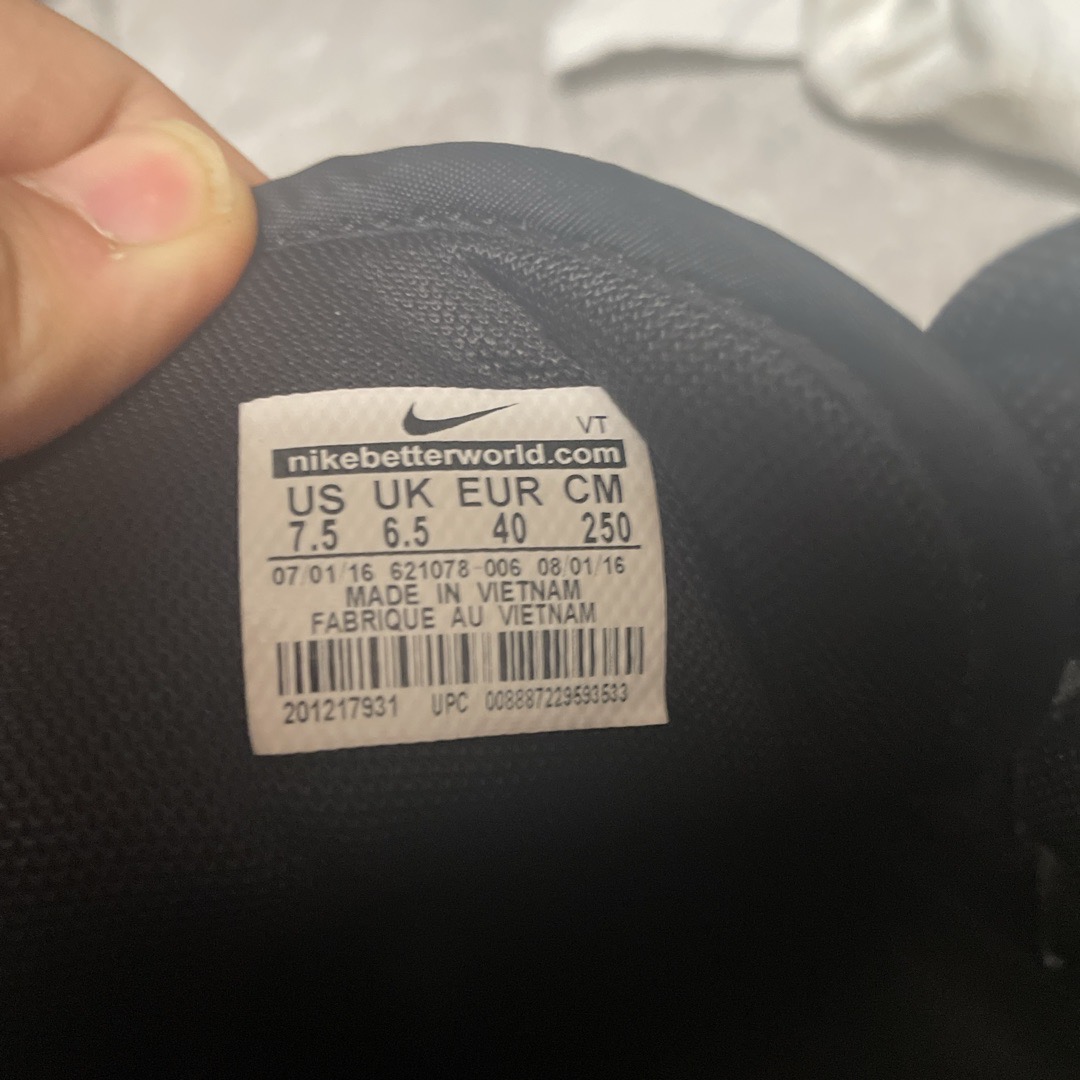 VT
nikebetterworld.com
US UK EUR CM
7.5 6.5 40 250
07/01/16 621078-006 08/01/16
MADE IN VIETNAM
FABRIQUE AU VIETNAM
201217931 UPC 008887229593533